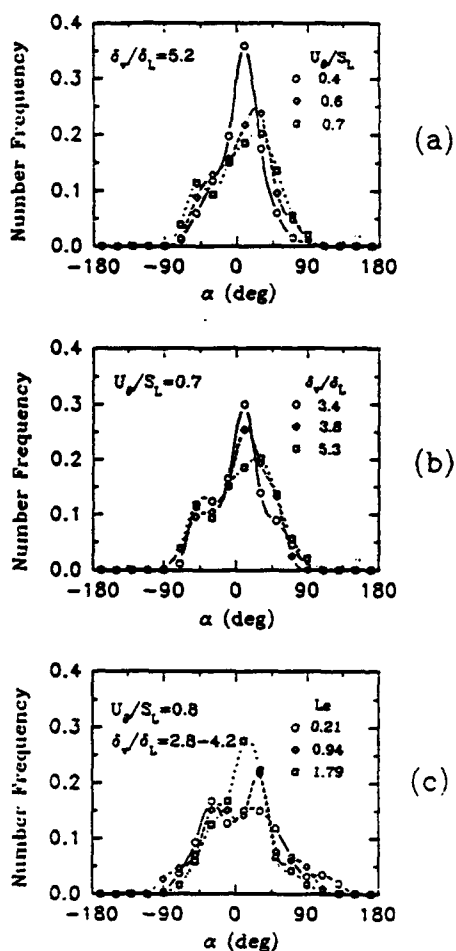 0.4
0.3
0.2
0.1
0.0
Number Frequency
δv/δL=5.2
Uθ/SL
0.4
0.6
0.7
-180 -90 0 90 180
α (deg)
(a)
0.4
0.3
0.2
0.1
0.0
Number Frequency
Uθ/SL=0.7
δv/δL
3.4
3.8
5.3
-180 -90 0 90 180
α (deg)
(b)
0.4
0.3
0.2
0.1
0.0
Number Frequency
Uθ/SL=0.8
δv/δL=2.8-4.2
Le
0.21
0.94
1.79
-180 -90 0 90 180
α (deg)
(c)